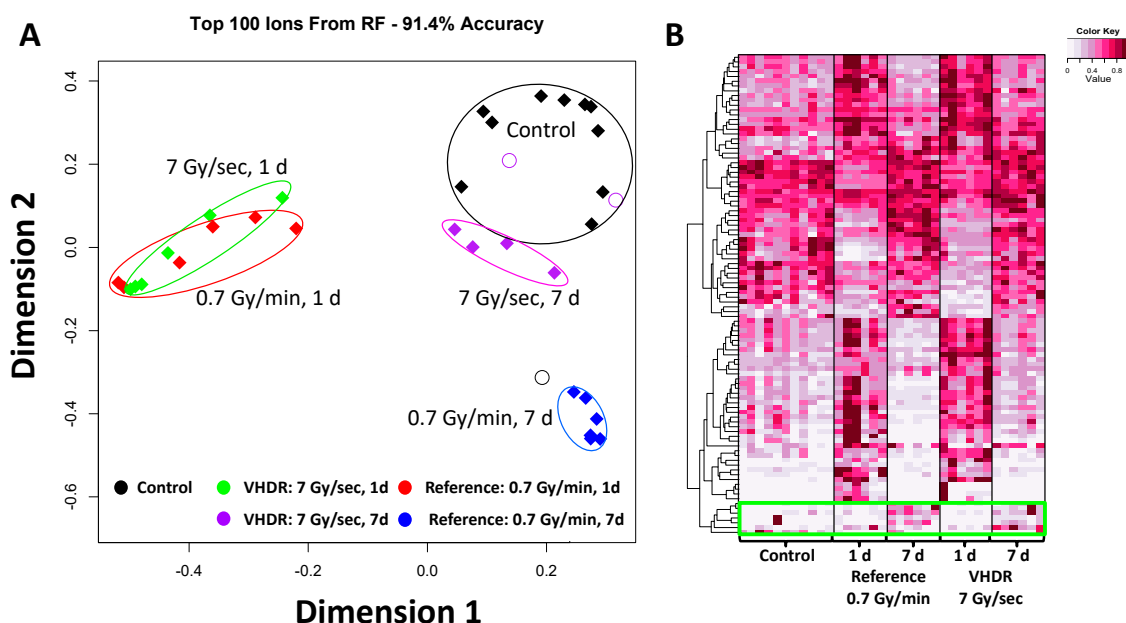 A
Top 100 Ions From RF - 91.4% Accuracy
Dimension 2
0.4
0.2
0.0
-0.2
-0.4
-0.6
Control
7 Gy/sec, 1 d
0.7 Gy/min, 1 d
7 Gy/sec, 7 d
0.7 Gy/min, 7 d
Control
VHDR: 7 Gy/sec, 1d
Reference: 0.7 Gy/min, 1d
VHDR: 7 Gy/sec, 7d
Reference: 0.7 Gy/min, 7d
-0.4
-0.2
0.0
0.2
Dimension 1
B
Color Key
0 0.4 0.8
Value
Control
1 d 7 d 1 d 7 d
Reference VHDR
0.7 Gy/min 7 Gy/sec